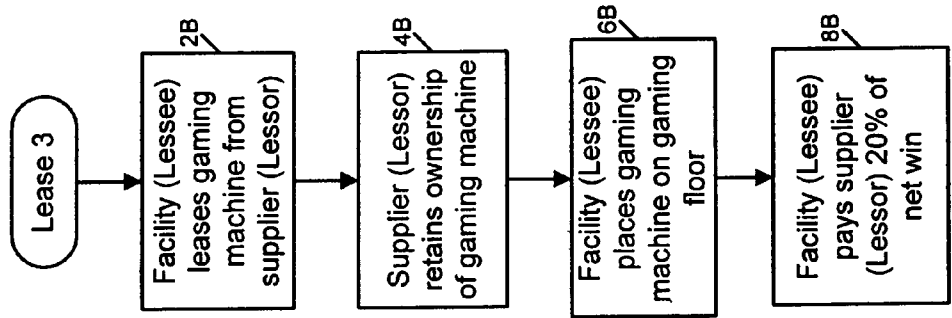 Lease 3
2B
Facility (Lessee)
leases gaming
machine from
supplier (Lessor)
4B
Supplier (Lessor)
retains ownership
of gaming machine
6B
Facility (Lessee)
places gaming
machine on gaming
floor
8B
Facility (Lessee)
pays supplier
(Lessor) 20% of
net win